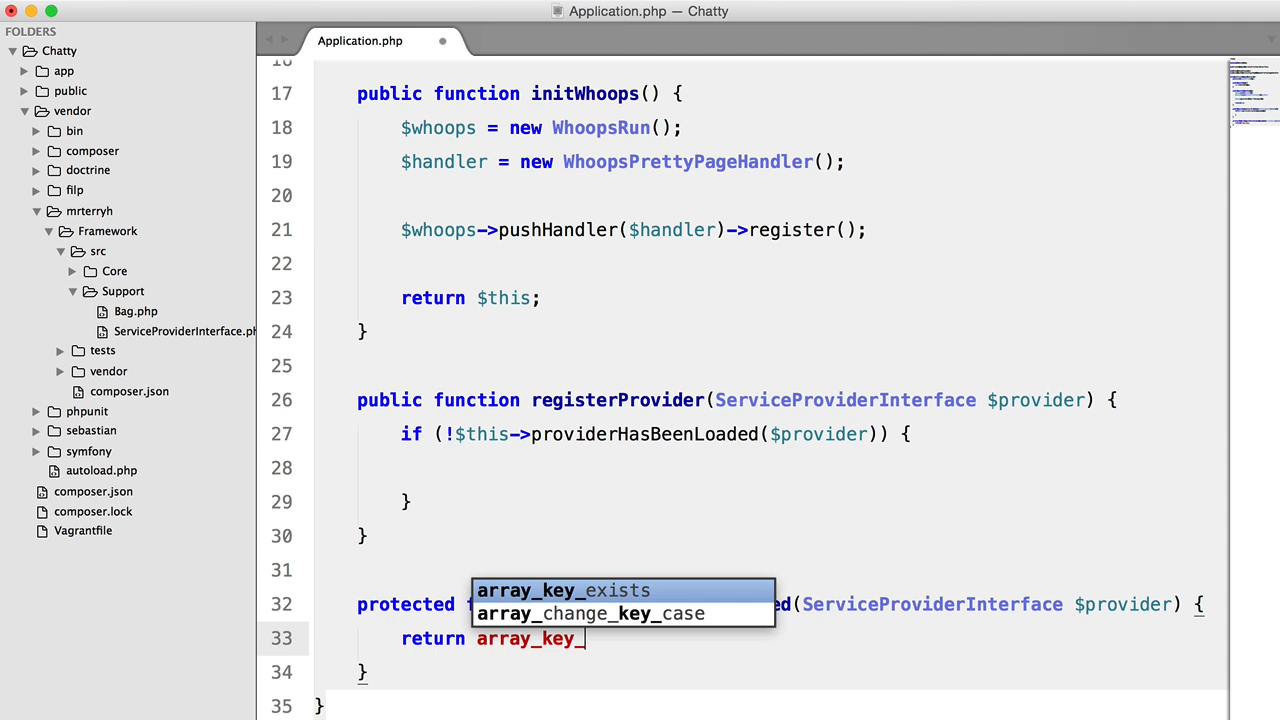 Application.php — Chatty
FOLDERS
Chatty
app
public
vendor
bin
composer
doctrine
filp
mrterryh
Framework
src
Core
Support
Bag.php
ServiceProviderInterface.ph
tests
vendor
composer.json
phpunit
sebastian
symfony
autoload.php
composer.json
composer.lock
Vagrantfile
Application.php
16
17 public function initWhoops() {
18 $whoops = new WhoopsRun();
19 $handler = new WhoopsPrettyPageHandler();
20
21 $whoops->pushHandler($handler)->register();
22
23 return $this;
24 }
25
26 public function registerProvider(ServiceProviderInterface $provider) {
27 if (!$this->providerHasBeenLoaded($provider)) {
28
29 }
30 }
31
array_key_exists
array_change_key_case
32 protected f ed(ServiceProviderInterface $provider) {
33 return array_key_
34 }
35 }